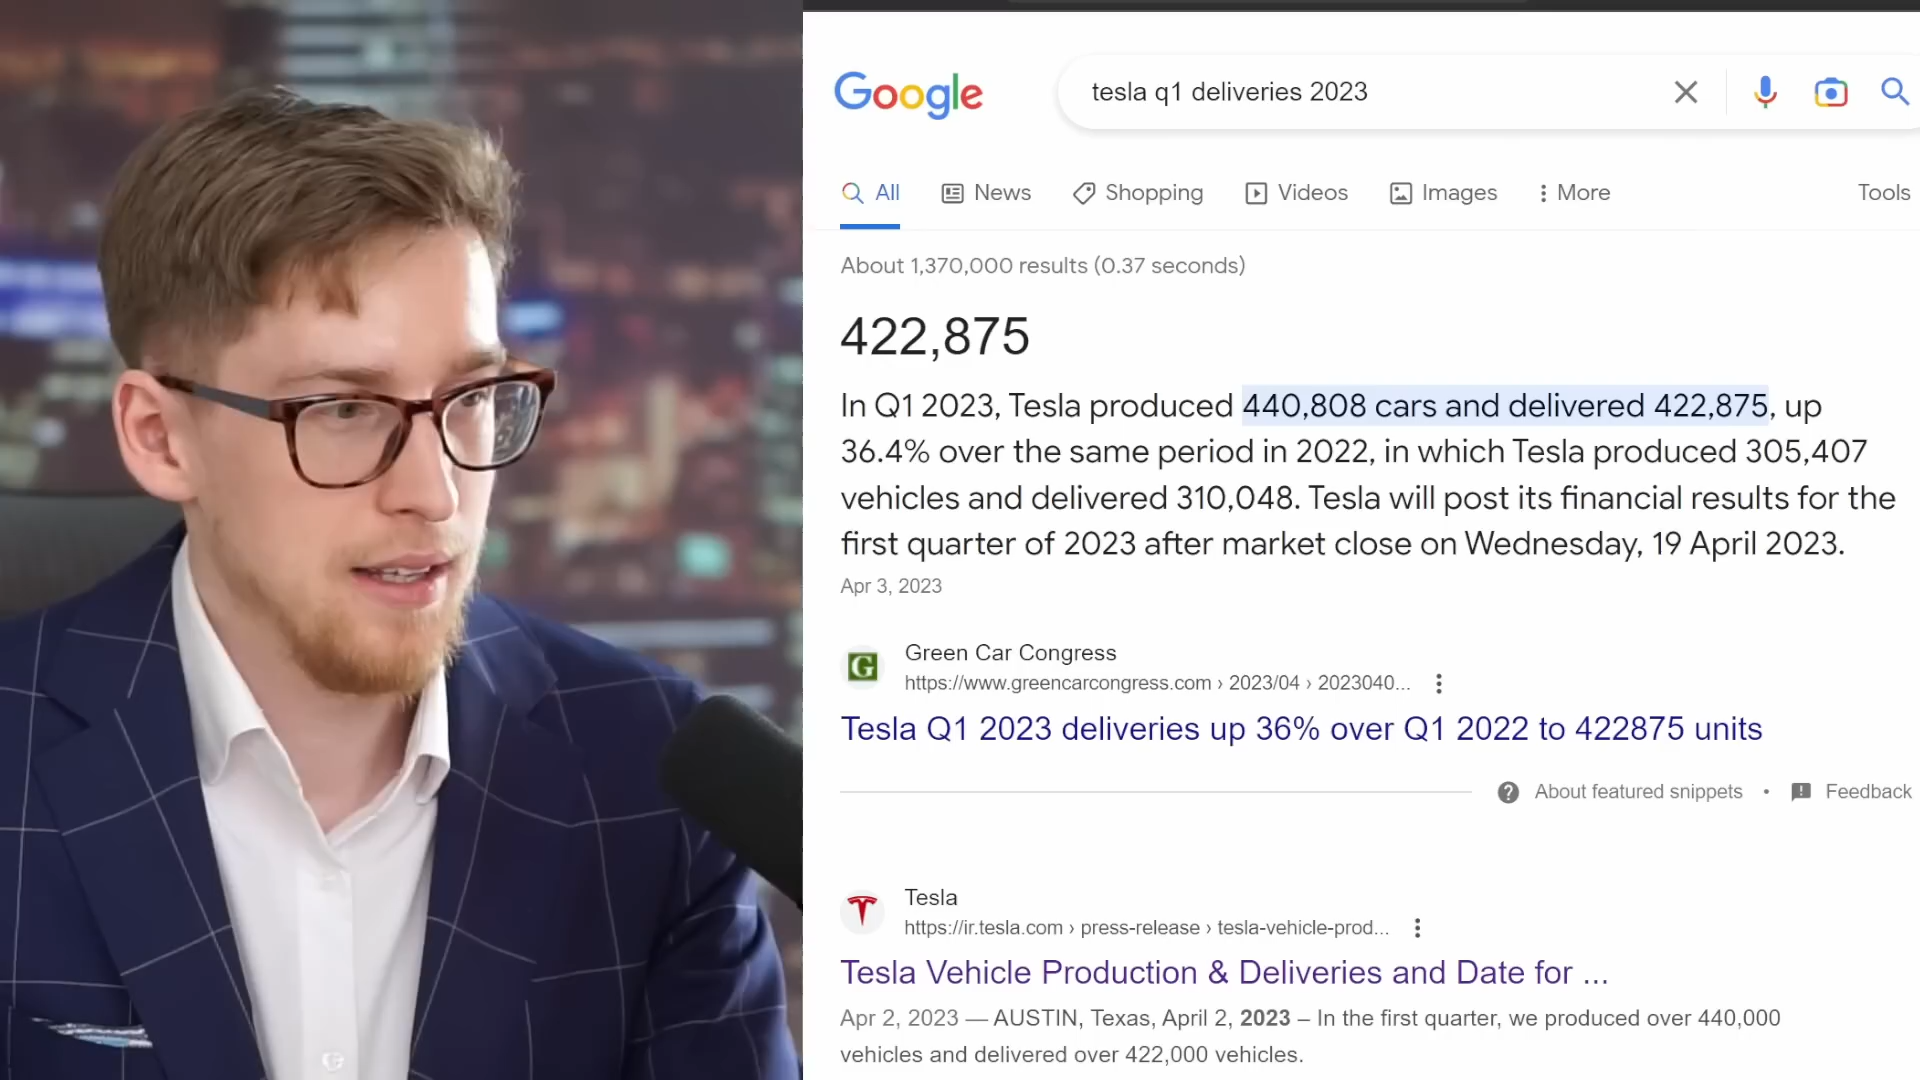 Google
tesla q1 deliveries 2023
All News Shopping Videos Images More Tools
About 1,370,000 results (0.37 seconds)
422,875
In Q1 2023, Tesla produced 440,808 cars and delivered 422,875, up
36.4% over the same period in 2022, in which Tesla produced 305,407
vehicles and delivered 310,048. Tesla will post its financial results for the
first quarter of 2023 after market close on Wednesday, 19 April 2023.
Apr 3, 2023
G
Green Car Congress
https://www.greencarcongress.com › 2023/04 › 2023040...
Tesla Q1 2023 deliveries up 36% over Q1 2022 to 422875 units
About featured snippets • Feedback
Tesla
https://ir.tesla.com › press-release › tesla-vehicle-prod...
Tesla Vehicle Production & Deliveries and Date for ...
Apr 2, 2023 — AUSTIN, Texas, April 2, 2023 – In the first quarter, we produced over 440,000
vehicles and delivered over 422,000 vehicles.